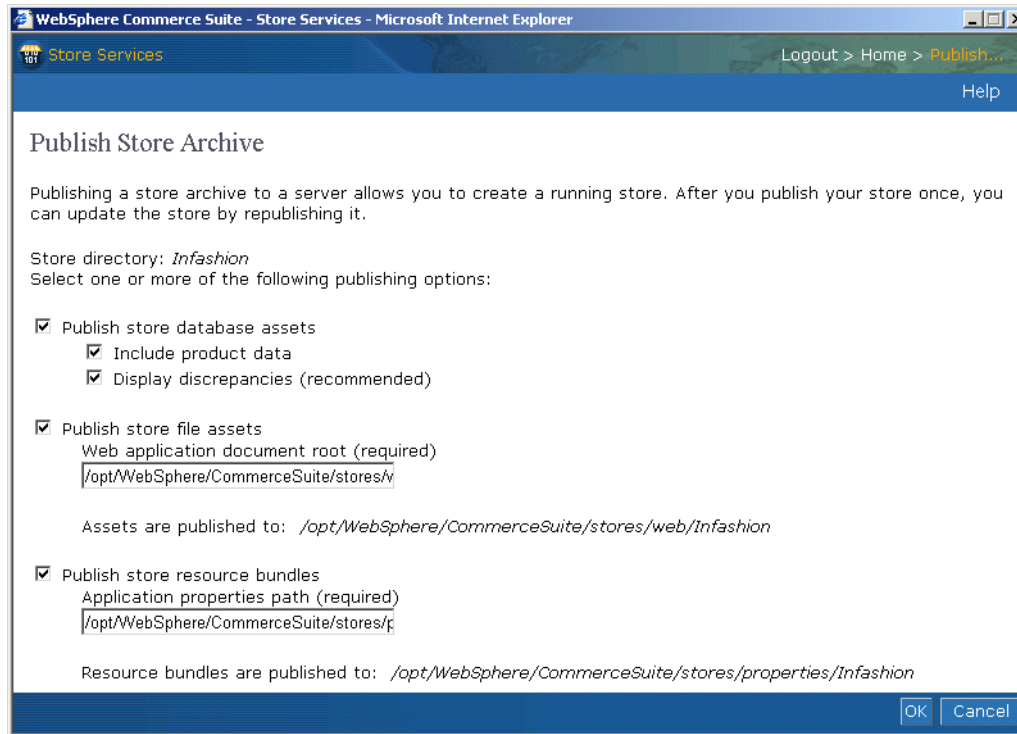 WebSphere Commerce Suite - Store Services - Microsoft Internet Explorer
Store Services
Logout > Home > Publish...
Help
Publish Store Archive
Publishing a store archive to a server allows you to create a running store. After you publish your store once, you
can update the store by republishing it.
Store directory: Infashion
Select one or more of the following publishing options:
Publish store database assets
Include product data
Display discrepancies (recommended)
Publish store file assets
Web application document root (required)
/opt/WebSphere/CommerceSuite/stores/w
Assets are published to: /opt/WebSphere/CommerceSuite/stores/web/Infashion
Publish store resource bundles
Application properties path (required)
/opt/WebSphere/CommerceSuite/stores/p
Resource bundles are published to: /opt/WebSphere/CommerceSuite/stores/properties/Infashion
OK Cancel